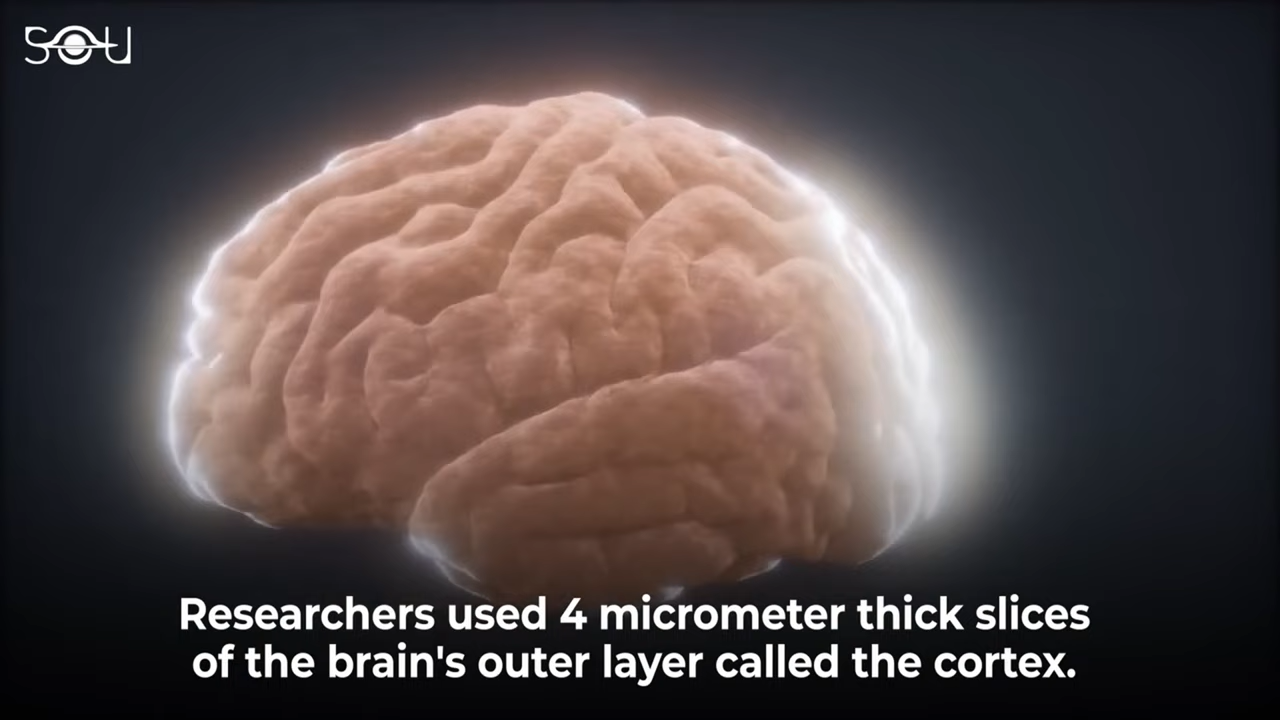 SOU
Researchers used 4 micrometer thick slices
of the brain's outer layer called the cortex.